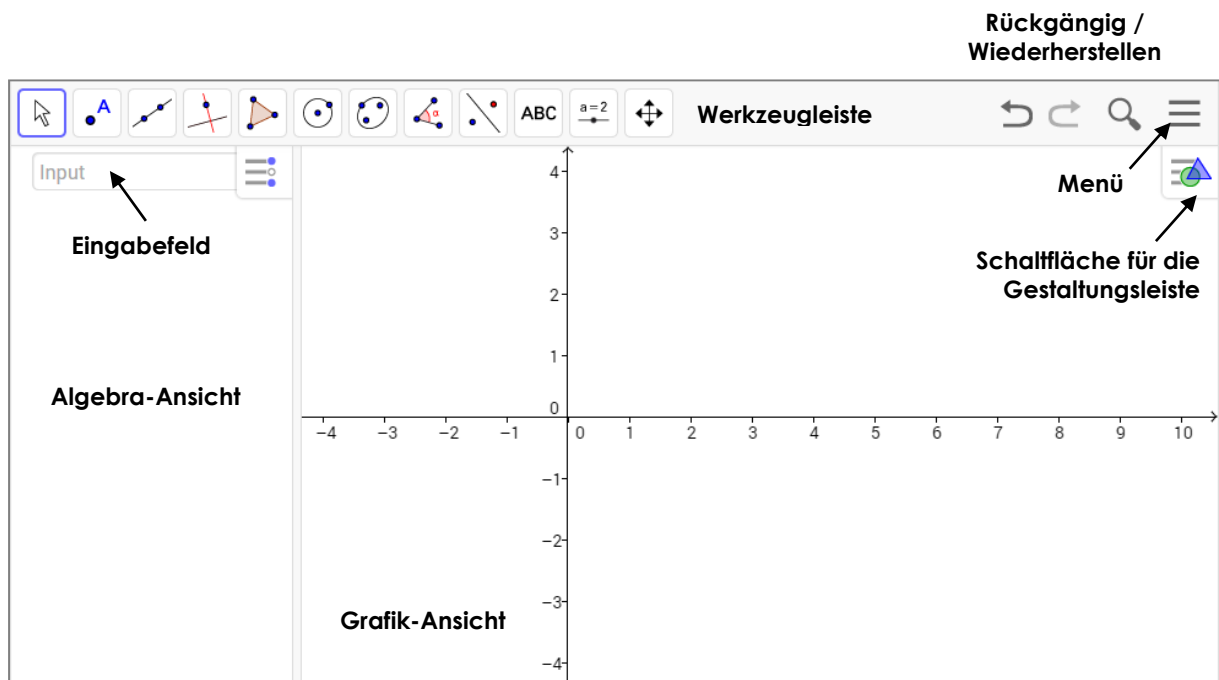 Rückgängig /
Wiederherstellen
A
α
ABC
a=2
Werkzeugleiste
Input
Menü
Eingabefeld
Schaltfläche für die
Gestaltungsleiste
Algebra-Ansicht
4
3
2
1
0
−4 −3 −2 −1 0 1 2 3 4 5 6 7 8 9 10
−1
−2
−3
Grafik-Ansicht
−4